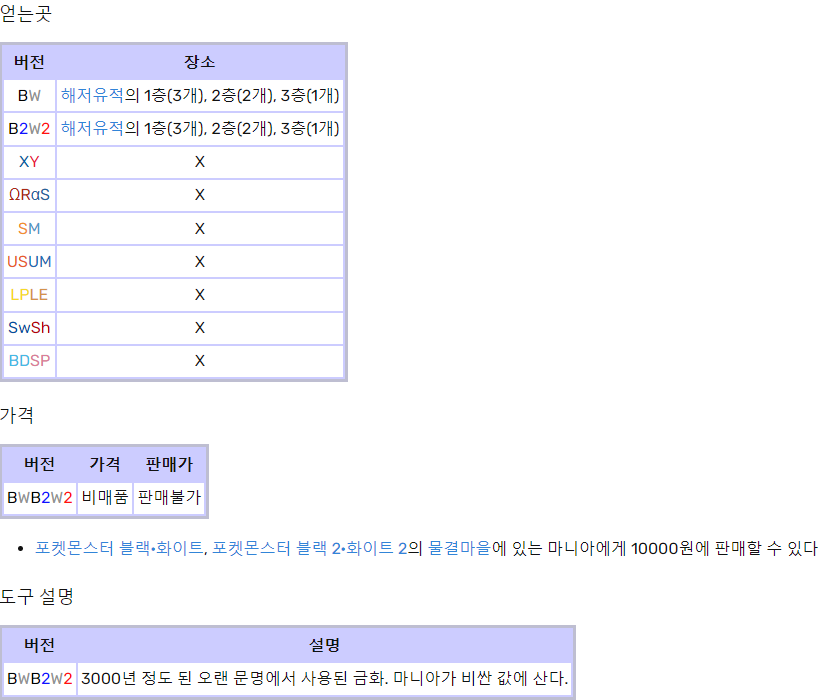 얻는곳
버전 장소
BW 해저유적의 1층(3개), 2층(2개), 3층(1개)
B2W2 해저유적의 1층(3개), 2층(2개), 3층(1개)
XY X
ΩRαS X
SM X
USUM X
LPLE X
SwSh X
BDSP X
가격
버전 가격 판매가
BWB2W2 비매품 판매불가
• 포켓몬스터 블랙·화이트, 포켓몬스터 블랙 2·화이트 2의 물결마을에 있는 마니아에게 10000원에 판매할 수 있다
도구 설명
버전 설명
BWB2W2 3000년 정도 된 오랜 문명에서 사용된 금화. 마니아가 비싼 값에 산다.